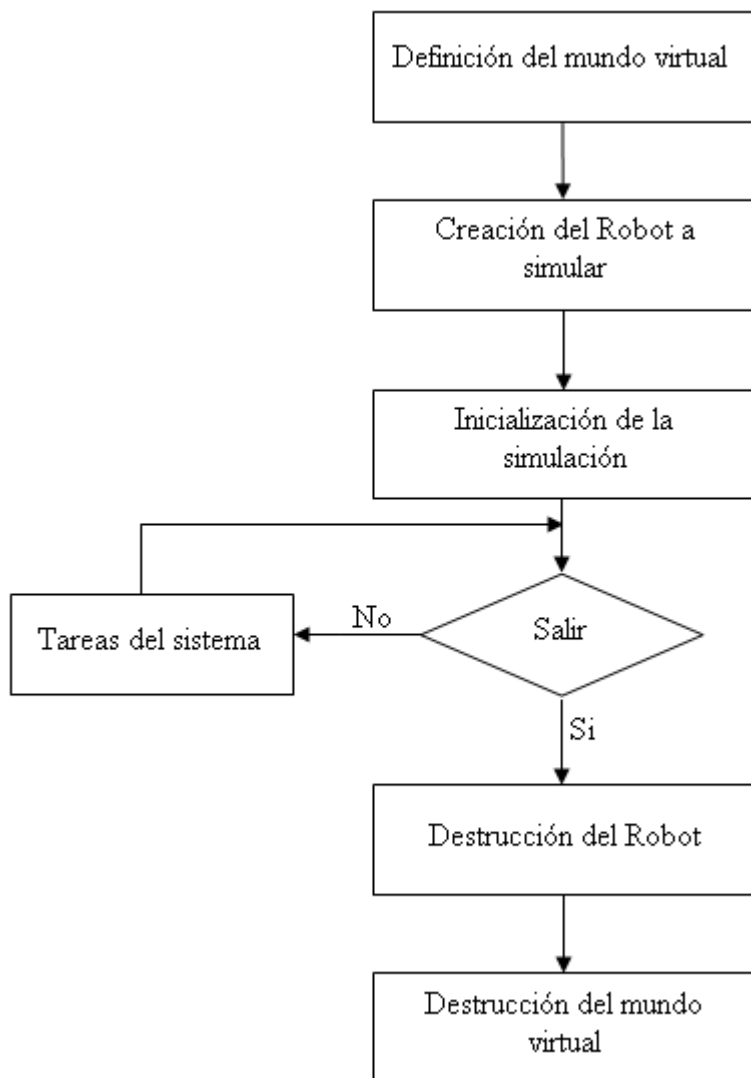 Definición del mundo virtual
Creación del Robot a
simular
Inicialización de la
simulación
Salir
No
Tareas del sistema
Si
Destrucción del Robot
Destrucción del mundo
virtual